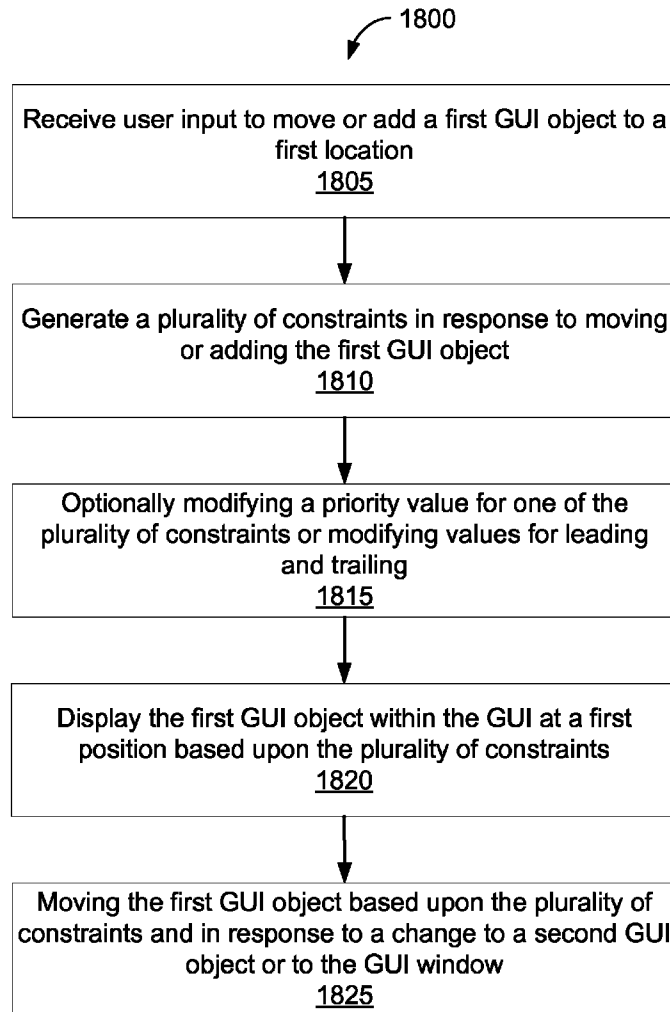 1800
Receive user input to move or add a first GUI object to a
first location
1805
Generate a plurality of constraints in response to moving
or adding the first GUI object
1810
Optionally modifying a priority value for one of the
plurality of constraints or modifying values for leading
and trailing
1815
Display the first GUI object within the GUI at a first
position based upon the plurality of constraints
1820
Moving the first GUI object based upon the plurality of
constraints and in response to a change to a second GUI
object or to the GUI window
1825